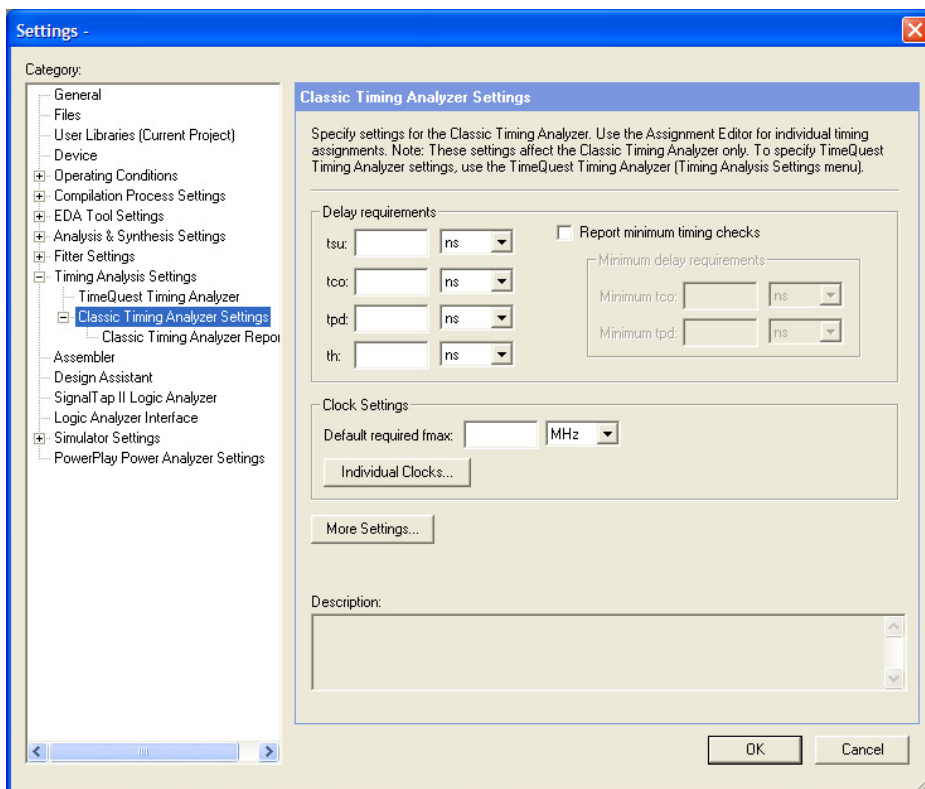 Settings -
Category:
General
Files
User Libraries (Current Project)
Device
Operating Conditions
Compilation Process Settings
EDA Tool Settings
Analysis & Synthesis Settings
Fitter Settings
Timing Analysis Settings
TimeQuest Timing Analyzer
Classic Timing Analyzer Settings
Classic Timing Analyzer Repo
Assembler
Design Assistant
SignalTap II Logic Analyzer
Logic Analyzer Interface
Simulator Settings
PowerPlay Power Analyzer Settings
Classic Timing Analyzer Settings
Specify settings for the Classic Timing Analyzer. Use the Assignment Editor for individual timing
assignments. Note: These settings affect the Classic Timing Analyzer only. To specify TimeQuest
Timing Analyzer settings, use the TimeQuest Timing Analyzer (Timing Analysis Settings menu).
Delay requirements
tsu: ns
tco: ns
tpd: ns
th: ns
Report minimum timing checks
Minimum delay requirements
Minimum tco: ns
Minimum tpd: ns
Clock Settings
Default required fmax: MHz
Individual Clocks...
More Settings...
Description:
OK Cancel